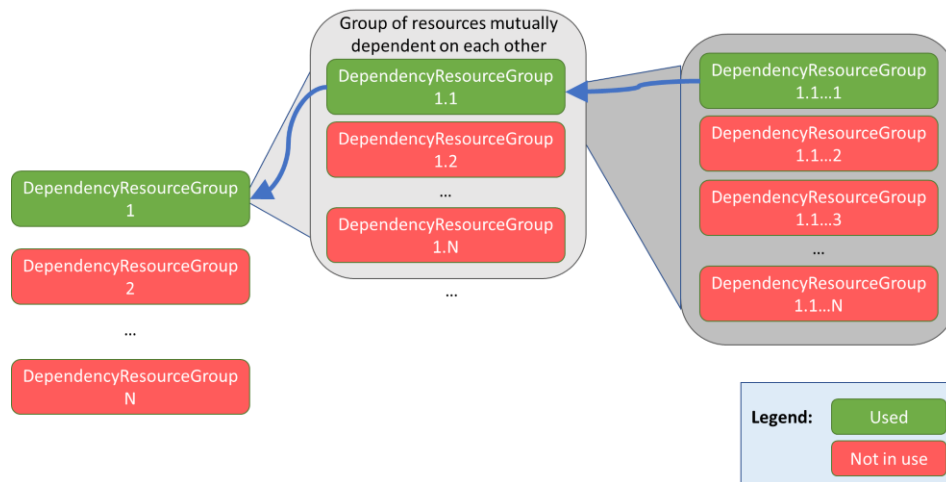 Group of resources mutually
dependent on each other
DependencyResourceGroup
1.1
DependencyResourceGroup
1.2
...
DependencyResourceGroup
1.N
...
DependencyResourceGroup
1
DependencyResourceGroup
2
...
DependencyResourceGroup
N
DependencyResourceGroup
1.1...1
DependencyResourceGroup
1.1...2
DependencyResourceGroup
1.1...3
...
DependencyResourceGroup
1.1...N
Legend:
Used
Not in use